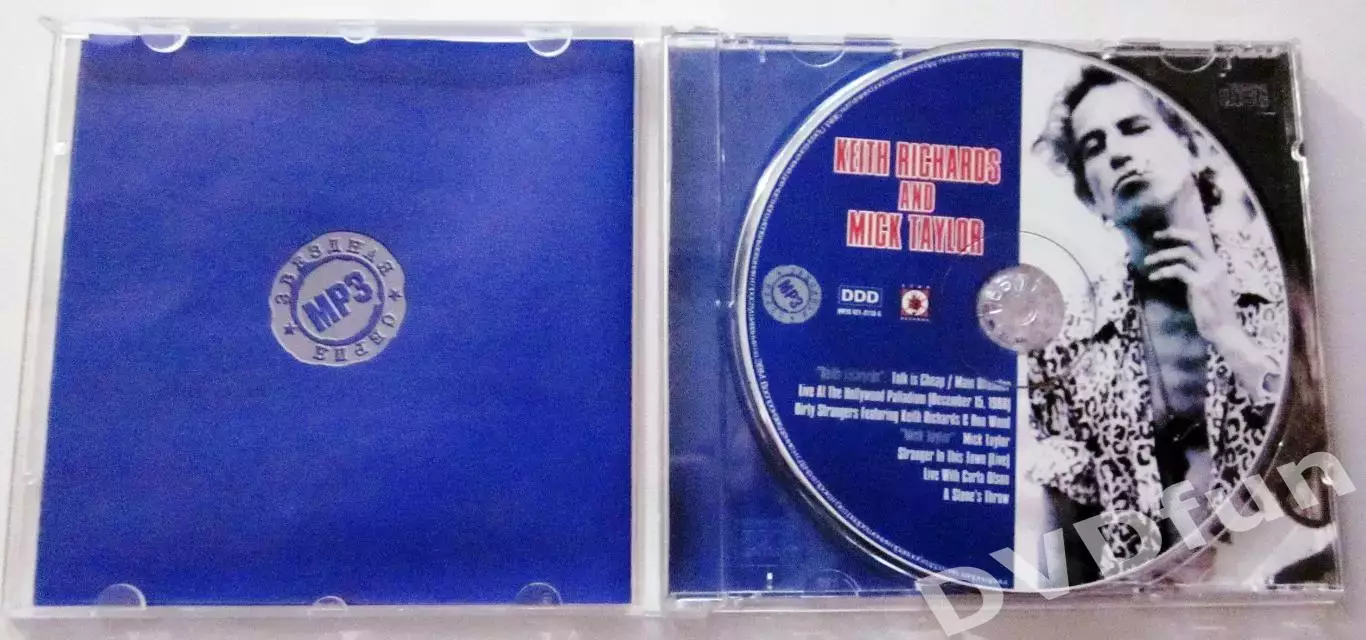 ЗВЕЗДНАЯ СЕРИЯ
MP3
KEITH RICHARDS
AND
MICK TAYLOR
MP3
DDD
"Keith Richards" Talk is Cheap / Main Offender
Live At The Hollywood Palladium (December 15, 1988)
Dirty Strangers Featuring Keith Richards & Ron Wood
"Mick Taylor" Mick Taylor
Stranger In This Town (Live)
Live With Carla Olson
A Stone's Throw
DVDfun